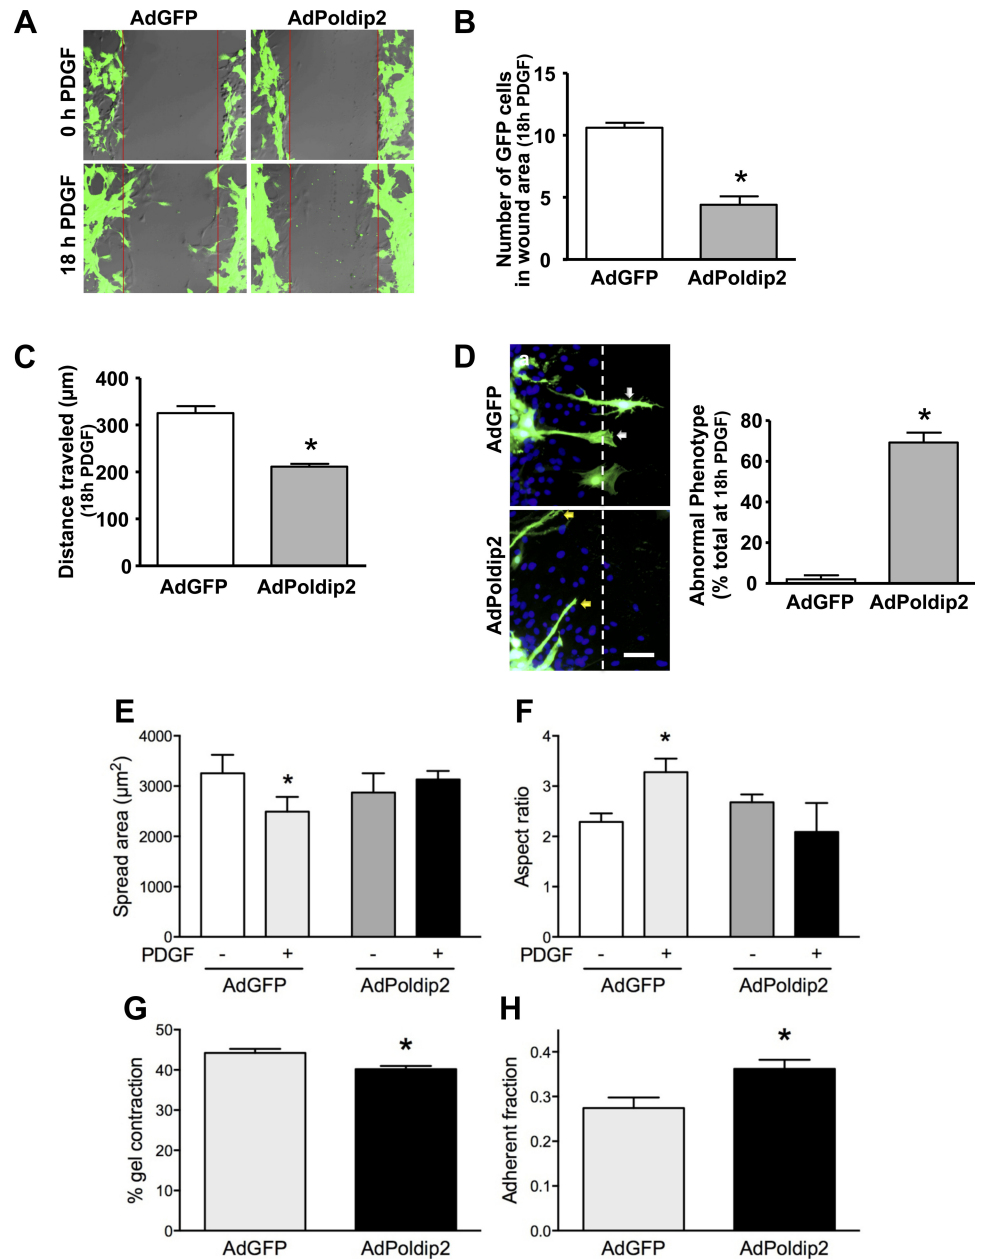 A
AdGFP
AdPoldip2
0 h PDGF
18 h PDGF
B
Number of GFP cells
in wound area (18h PDGF)
15
10
5
0
*
AdGFP
AdPoldip2
C
Distance traveled (µm)
(18h PDGF)
400
300
200
100
0
*
AdGFP
AdPoldip2
D
AdGFP
AdPoldip2
Abnormal Phenotype
(% total at 18h PDGF)
80
60
40
20
0
*
AdGFP
AdPoldip2
E
Spread area (µm²)
4000
3000
2000
1000
0
*
PDGF - + - +
AdGFP
AdPoldip2
F
Aspect ratio
4
3
2
1
0
*
PDGF - + - +
AdGFP
AdPoldip2
G
% gel contraction
50
40
30
20
10
0
*
AdGFP
AdPoldip2
H
Adherent fraction
0.4
0.3
0.2
0.1
0.0
*
AdGFP
AdPoldip2